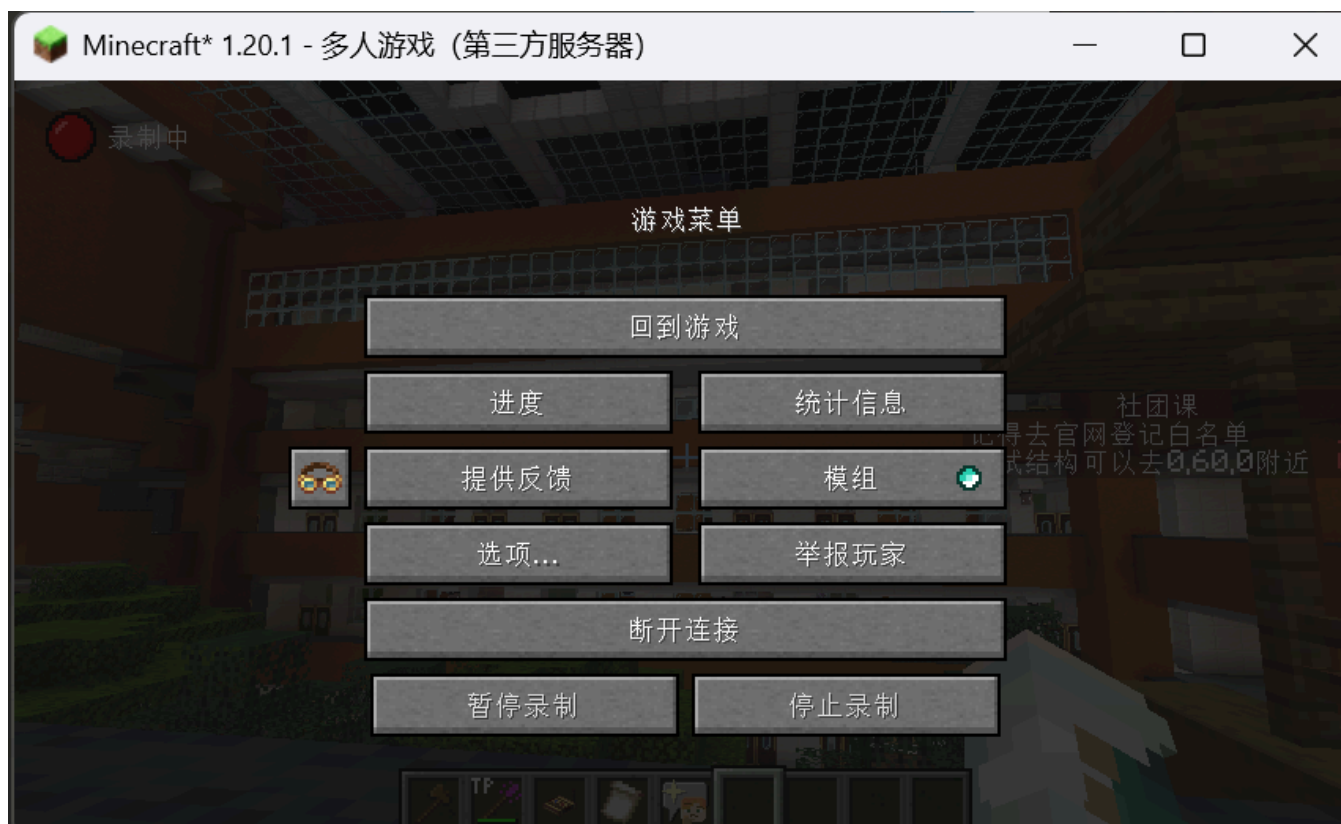 Minecraft* 1.20.1 - 多人游戏（第三方服务器）
录制中
游戏菜单
回到游戏
进度
统计信息
社团课
记得去官网登记白名单
提供反馈
模组
试结构可以去0,60,0附近
选项...
举报玩家
断开连接
暂停录制
停止录制
TP